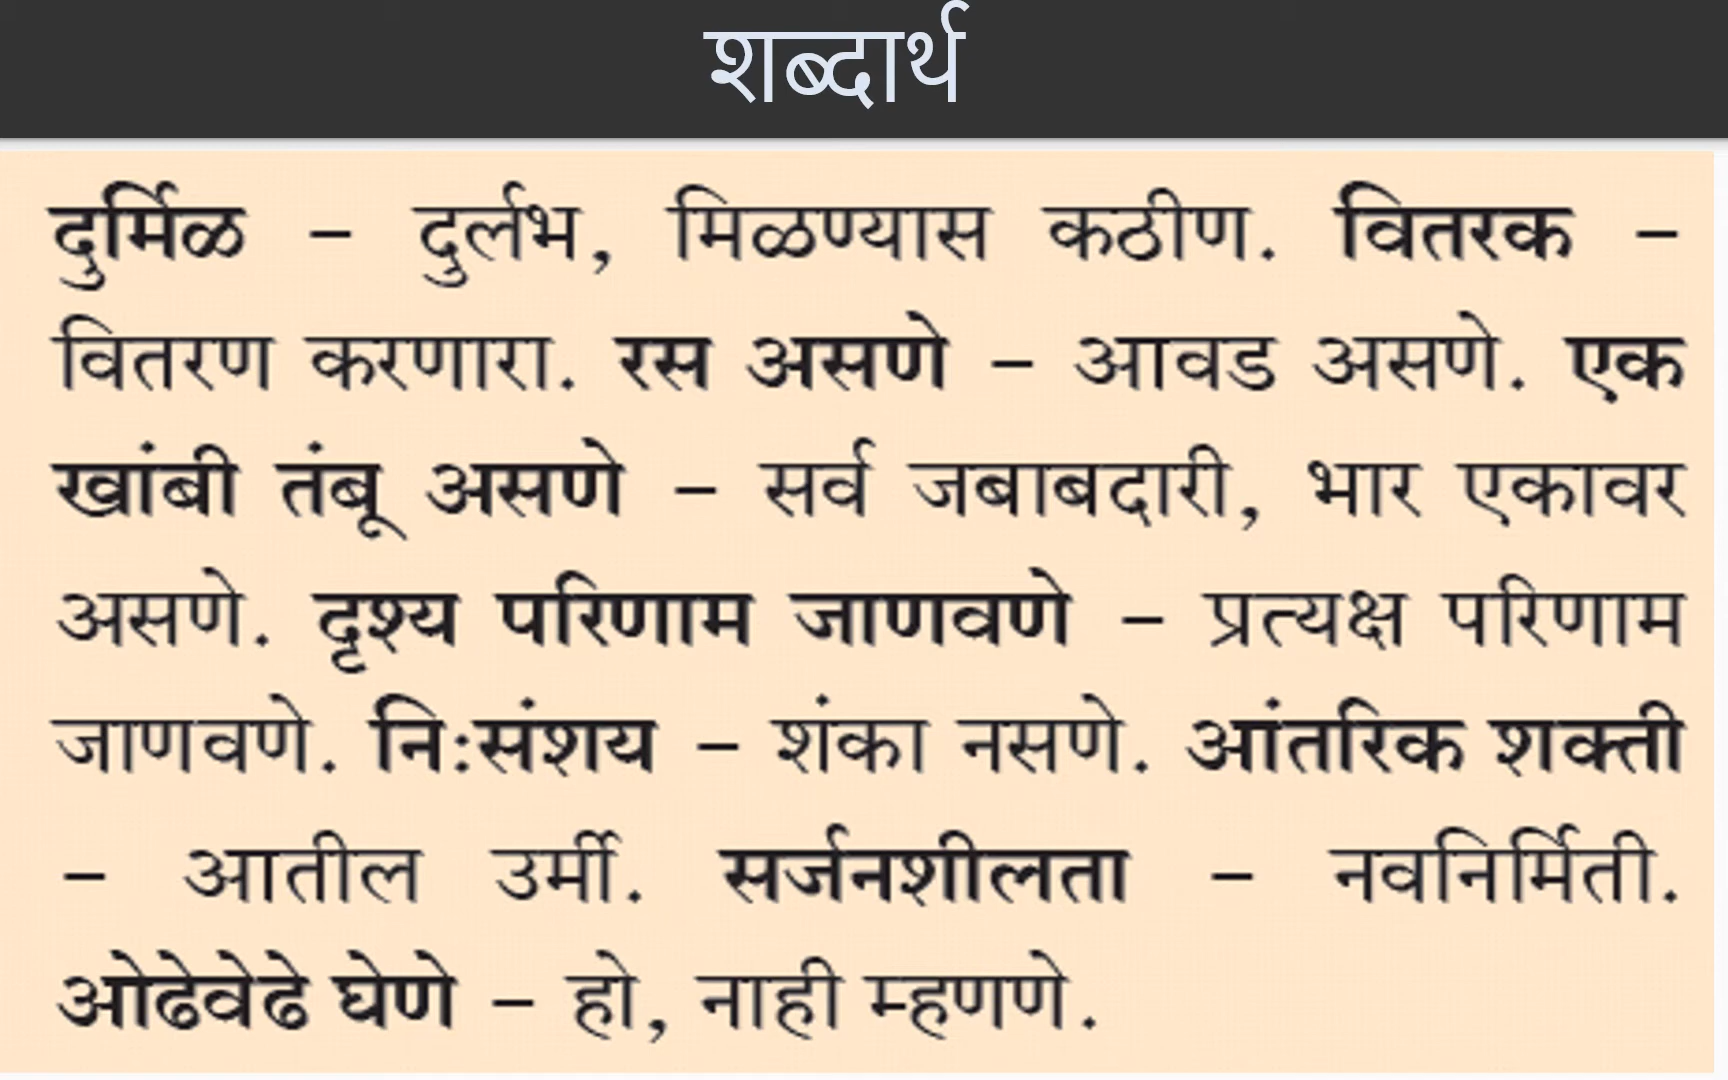 शब्दार्थ
दुर्मिळ – दुर्लभ, मिळण्यास कठीण. वितरक –
वितरण करणारा. रस असणे – आवड असणे. एक
खांबी तंबू असणे – सर्व जबाबदारी, भार एकावर
असणे. दृश्य परिणाम जाणवणे – प्रत्यक्ष परिणाम
जाणवणे. निःसंशय – शंका नसणे. आंतरिक शक्ती
– आतील उर्मी. सर्जनशीलता – नवनिर्मिती.
ओढेवेढे घेणे – हो, नाही म्हणणे.